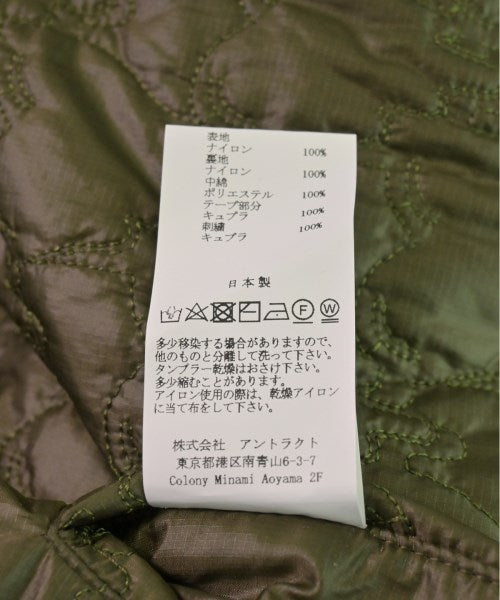 表地
ナイロン 100%
裏地
ナイロン 100%
中綿
ポリエステル 100%
テープ部分
キュプラ 100%
刺繍
キュプラ 100%
日本製
F W
多少移染する場合がありますので、
他のものと分離して洗って下さい。
タンブラー乾燥はおさけ下さい。
多少縮むことがあります。
アイロン使用の際は、乾燥アイロン
に当て布をして下さい。
株式会社 アントラクト
東京都港区南青山6-3-7
Colony Minami Aoyama 2F